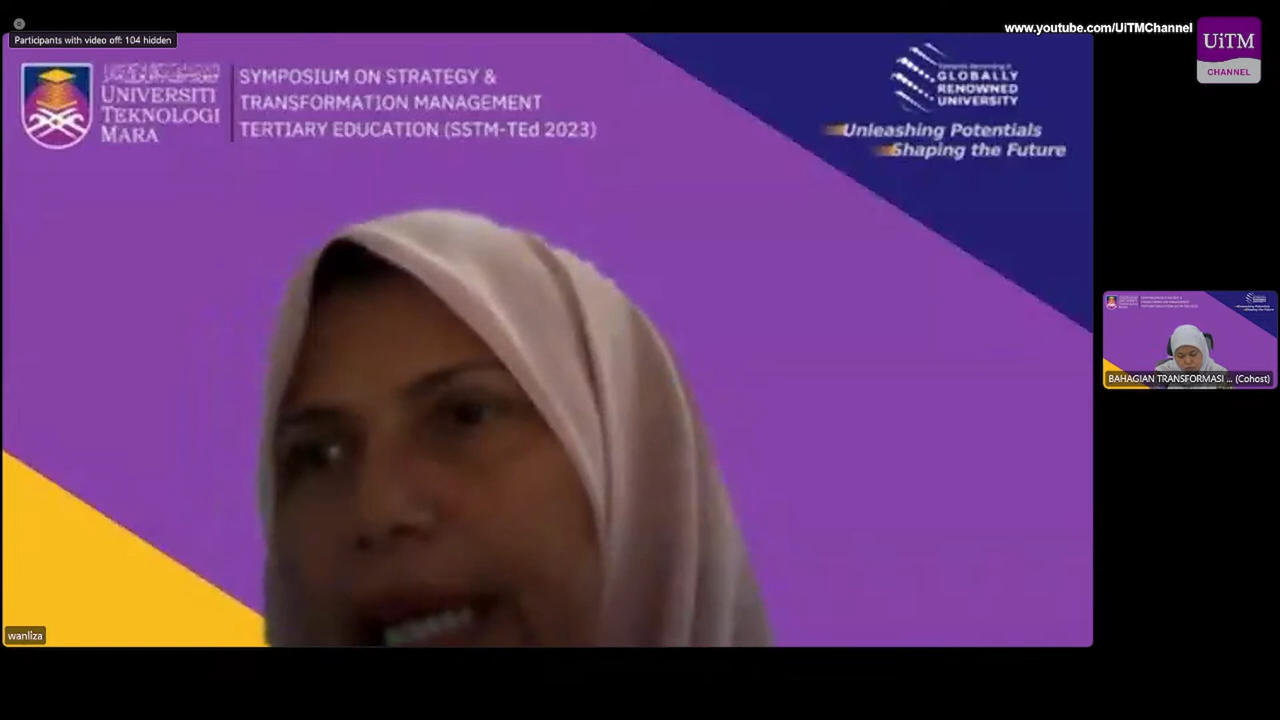 Participants with video off: 104 hidden
www.youtube.com/UiTMChannel
UiTM
CHANNEL
UNIVERSITI
TEKNOLOGI
MARA
SYMPOSIUM ON STRATEGY &
TRANSFORMATION MANAGEMENT
TERTIARY EDUCATION (SSTM-TEd 2023)
GLOBALLY
RENOWNED
UNIVERSITY
Unleashing Potentials
Shaping the Future
BAHAGIAN TRANSFORMASI ... (Cohost)
wanliza